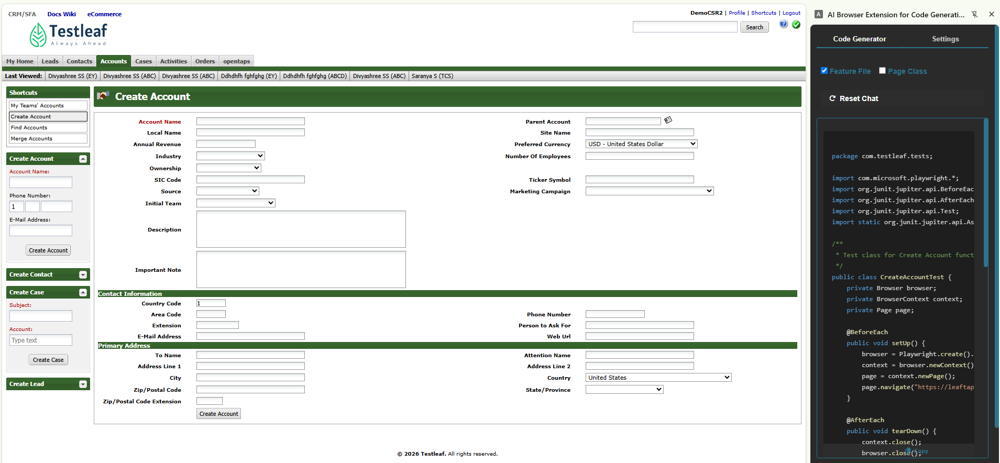 CRM/SFA Docs Wiki eCommerce
DemoCSR2 | Profile | Shortcuts | Logout
Testleaf
Always Ahead
Search
My Home Leads Contacts Accounts Cases Activities Orders opentaps
Last Viewed: Divyashree SS (EY) Divyashree SS (ABC) Divyashree SS (ABC) Ddhdhfh fghfghg (EY) Ddhdhfh fghfghg (ABCD) Divyashree SS (ABC) Saranya S (TCS)
Shortcuts
My Teams' Accounts
Create Account
Find Accounts
Merge Accounts
Create Account
Account Name:
Phone Number:
1
E-Mail Address:
Create Account
Create Contact
Create Case
Subject:
Account:
Type text
Create Case
Create Lead
Create Account
Account Name Parent Account
Local Name Site Name
Annual Revenue Preferred Currency USD - United States Dollar
Industry Number Of Employees
Ownership
SIC Code Ticker Symbol
Source Marketing Campaign
Initial Team
Description
Important Note
Contact Information
Country Code 1
Area Code Phone Number
Extension Person to Ask For
E-Mail Address Web Url
Primary Address
To Name Attention Name
Address Line 1 Address Line 2
City Country United States
Zip/Postal Code State/Province
Zip/Postal Code Extension
Create Account
© 2026 Testleaf. All rights reserved.
A AI Browser Extension for Code Generati...
Code Generator Settings
Feature File Page Class
Reset Chat
package com.testleaf.tests;
import com.microsoft.playwright.*;
import org.junit.jupiter.api.BeforeEac
import org.junit.jupiter.api.AfterEach
import org.junit.jupiter.api.Test;
import static org.junit.jupiter.api.As
/**
* Test class for Create Account funct
*/
public class CreateAccountTest {
private Browser browser;
private BrowserContext context;
private Page page;
@BeforeEach
public void setUp() {
browser = Playwright.create().
context = browser.newContext()
page = context.newPage();
page.navigate("https://leaftap
}
@AfterEach
public void tearDown() {
context.close();
browser.close();
Copy